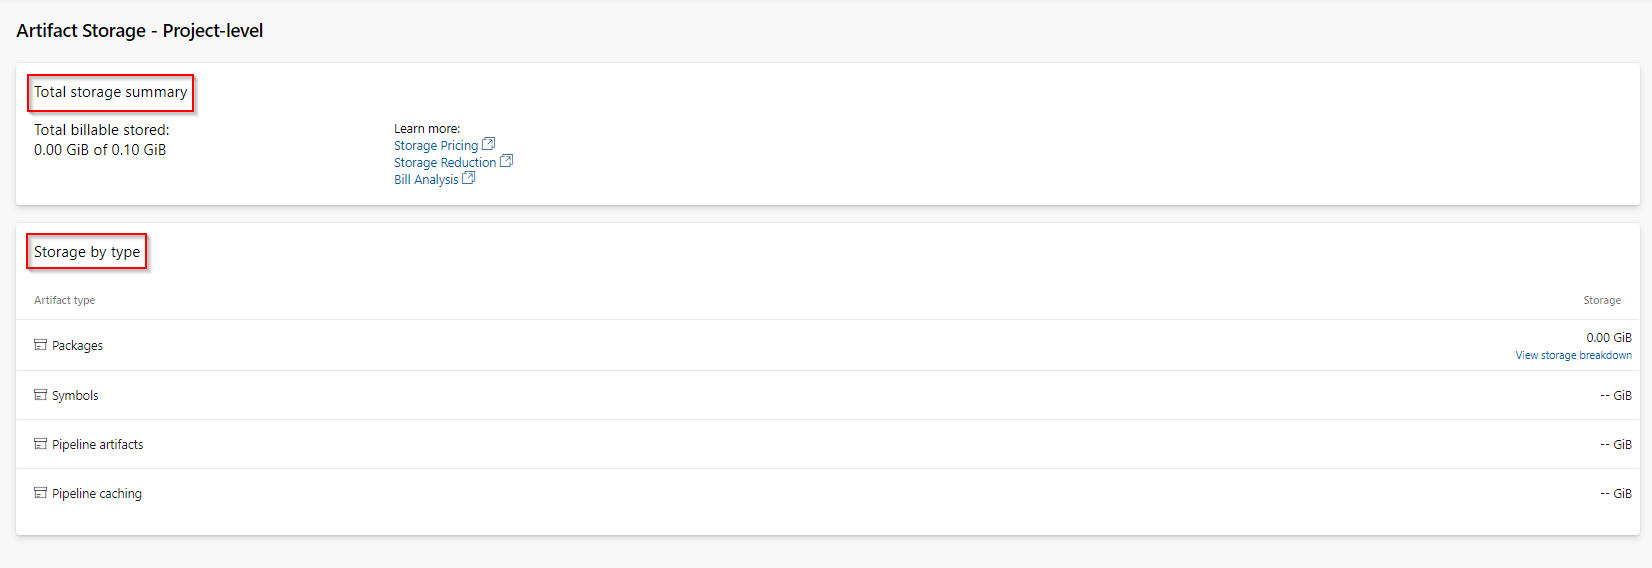 Artifact Storage - Project-level
Total storage summary
Total billable stored:
0.00 GiB of 0.10 GiB
Learn more:
Storage Pricing
Storage Reduction
Bill Analysis
Storage by type
Artifact type Storage
Packages 0.00 GiB
View storage breakdown
Symbols -- GiB
Pipeline artifacts -- GiB
Pipeline caching -- GiB